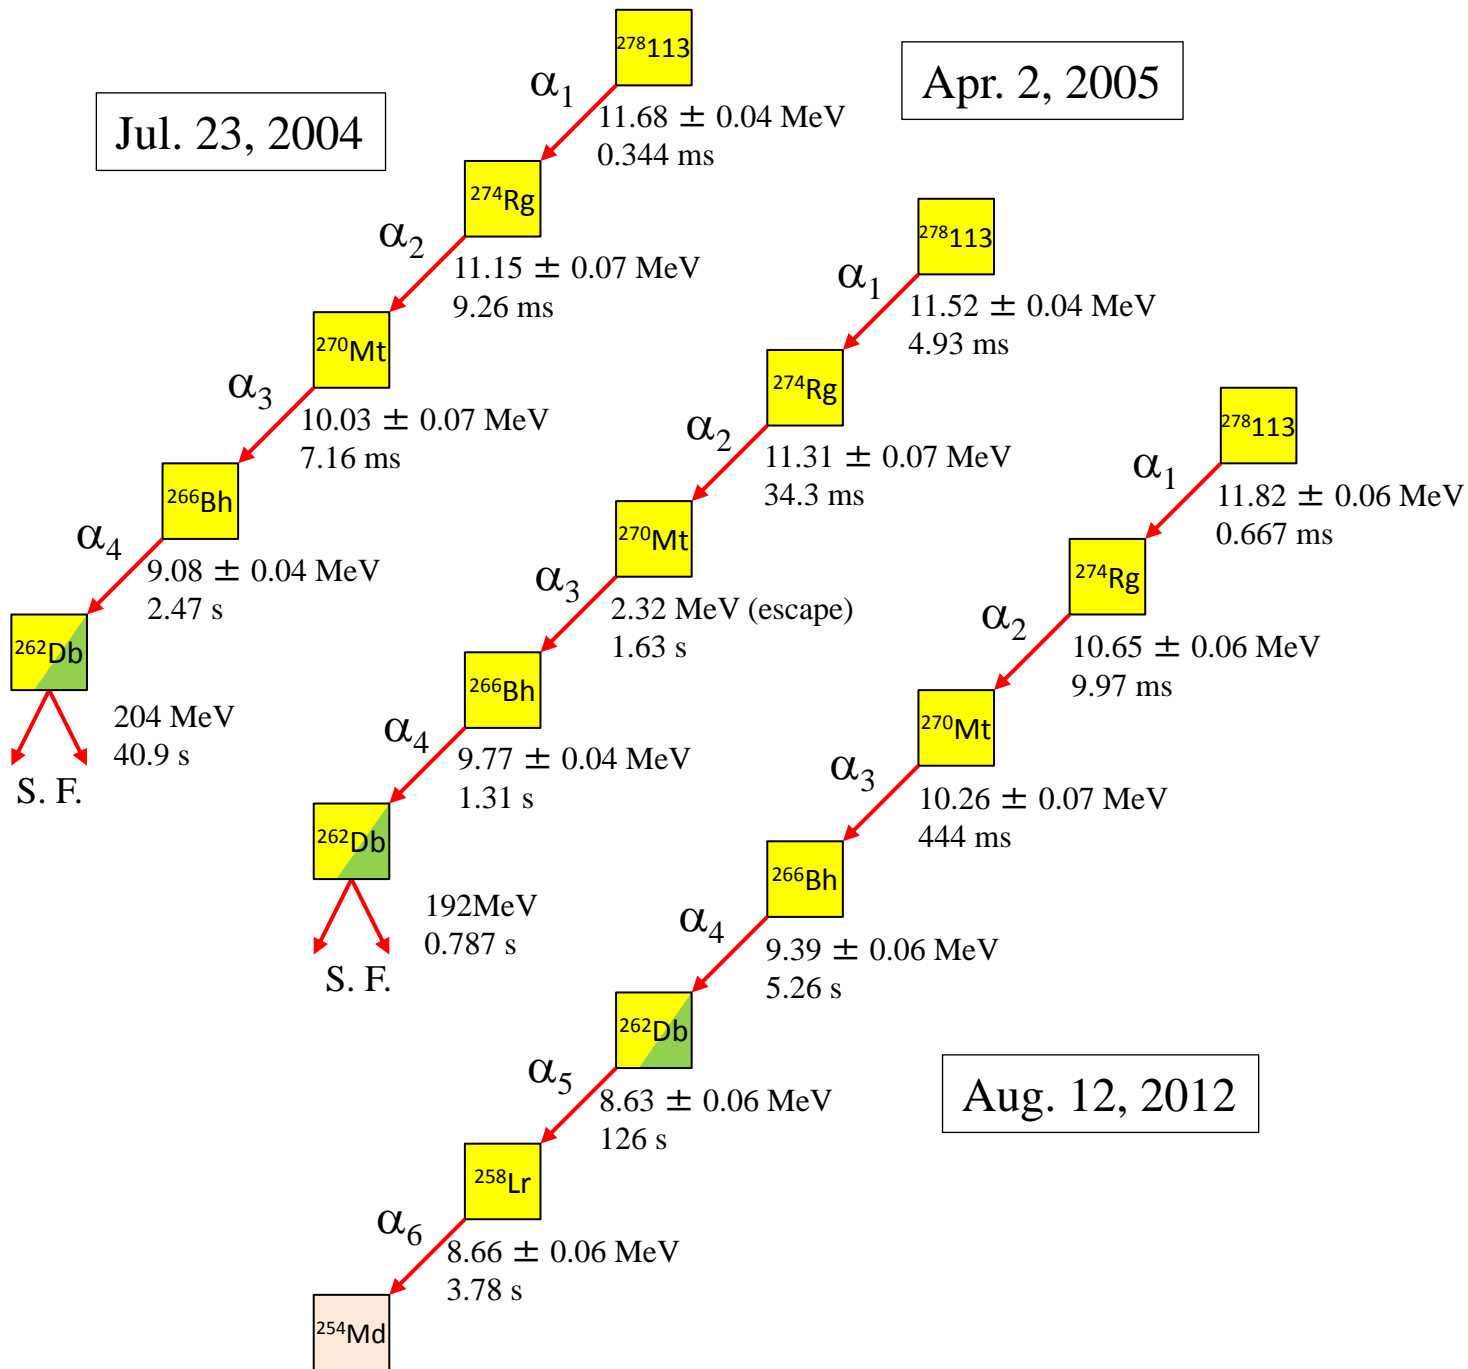 Jul. 23, 2004
²⁷⁸113
α₁
11.68 ± 0.04 MeV
0.344 ms
²⁷⁴Rg
α₂
11.15 ± 0.07 MeV
9.26 ms
²⁷⁰Mt
α₃
10.03 ± 0.07 MeV
7.16 ms
²⁶⁶Bh
α₄
9.08 ± 0.04 MeV
2.47 s
²⁶²Db
204 MeV
40.9 s
S. F.
Apr. 2, 2005
²⁷⁸113
α₁
11.52 ± 0.04 MeV
4.93 ms
²⁷⁴Rg
α₂
11.31 ± 0.07 MeV
34.3 ms
²⁷⁰Mt
α₃
2.32 MeV (escape)
1.63 s
²⁶⁶Bh
α₄
9.77 ± 0.04 MeV
1.31 s
²⁶²Db
192MeV
0.787 s
S. F.
²⁷⁸113
α₁
11.82 ± 0.06 MeV
0.667 ms
²⁷⁴Rg
α₂
10.65 ± 0.06 MeV
9.97 ms
²⁷⁰Mt
α₃
10.26 ± 0.07 MeV
444 ms
²⁶⁶Bh
α₄
9.39 ± 0.06 MeV
5.26 s
²⁶²Db
α₅
8.63 ± 0.06 MeV
126 s
²⁵⁸Lr
α₆
8.66 ± 0.06 MeV
3.78 s
²⁵⁴Md
Aug. 12, 2012